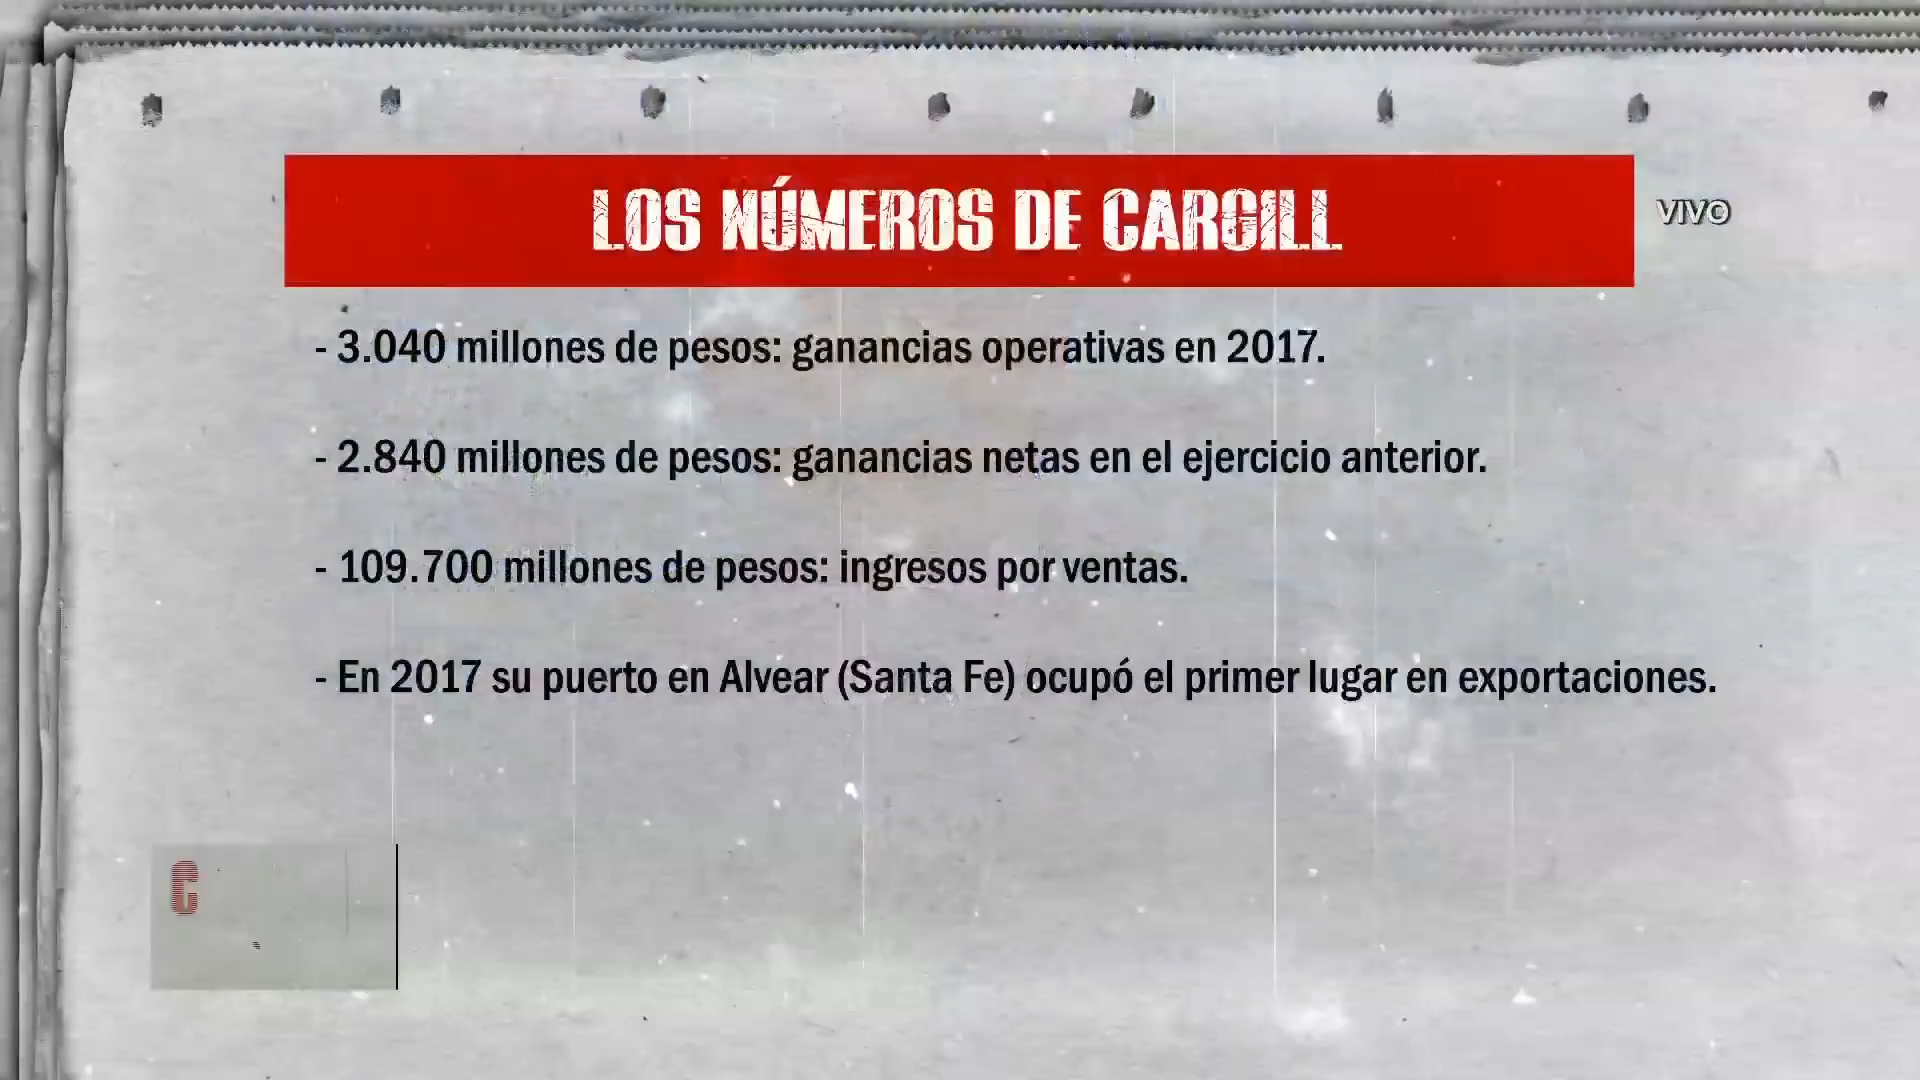 LOS NÚMEROS DE CARGILL
VIVO
- 3.040 millones de pesos: ganancias operativas en 2017.
- 2.840 millones de pesos: ganancias netas en el ejercicio anterior.
- 109.700 millones de pesos: ingresos por ventas.
- En 2017 su puerto en Alvear (Santa Fe) ocupó el primer lugar en exportaciones.
C